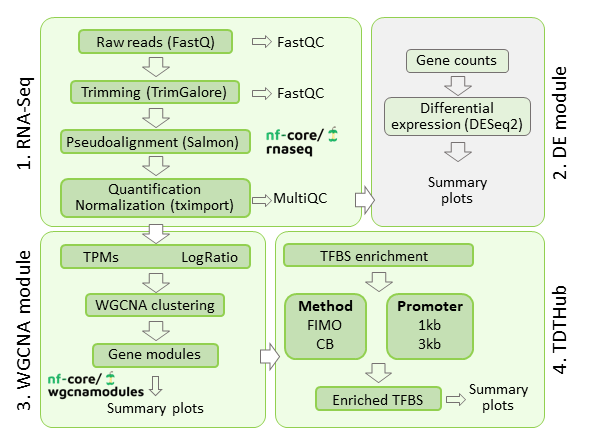 1. RNA-Seq
Raw reads (FastQ)
FastQC
Trimming (TrimGalore)
FastQC
Pseudoalignment (Salmon)
nf-core/
rnaseq
Quantification
Normalization (tximport)
MultiQC
2. DE module
Gene counts
Differential
expression (DESeq2)
Summary
plots
3. WGCNA module
TPMs LogRatio
WGCNA clustering
Gene modules
nf-core/
wgcnamodules
Summary plots
4. TDTHub
TFBS enrichment
Method
FIMO
CB
Promoter
1kb
3kb
Enriched TFBS
Summary
plots